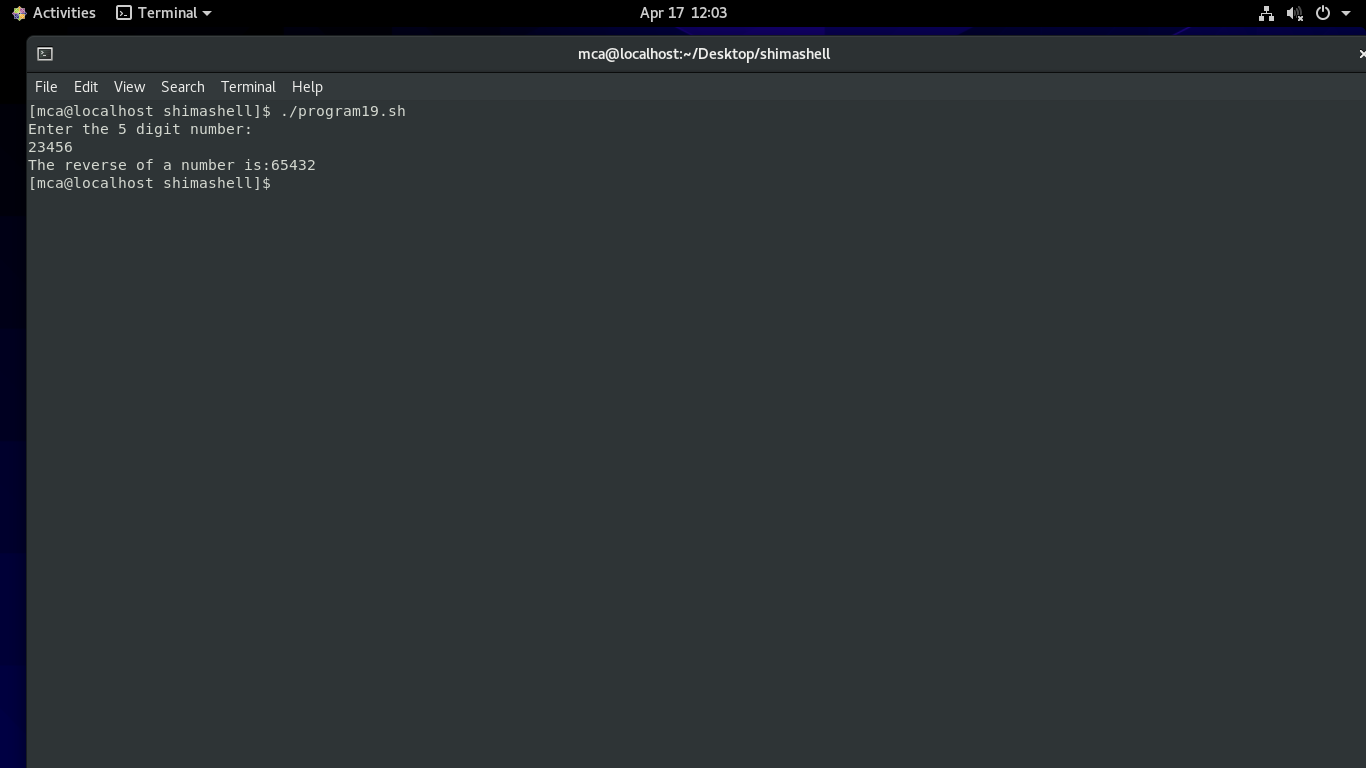 Activities Terminal Apr 17 12:03
mca@localhost:~/Desktop/shimashell
File Edit View Search Terminal Help
[mca@localhost shimashell]$ ./program19.sh
Enter the 5 digit number:
23456
The reverse of a number is:65432
[mca@localhost shimashell]$